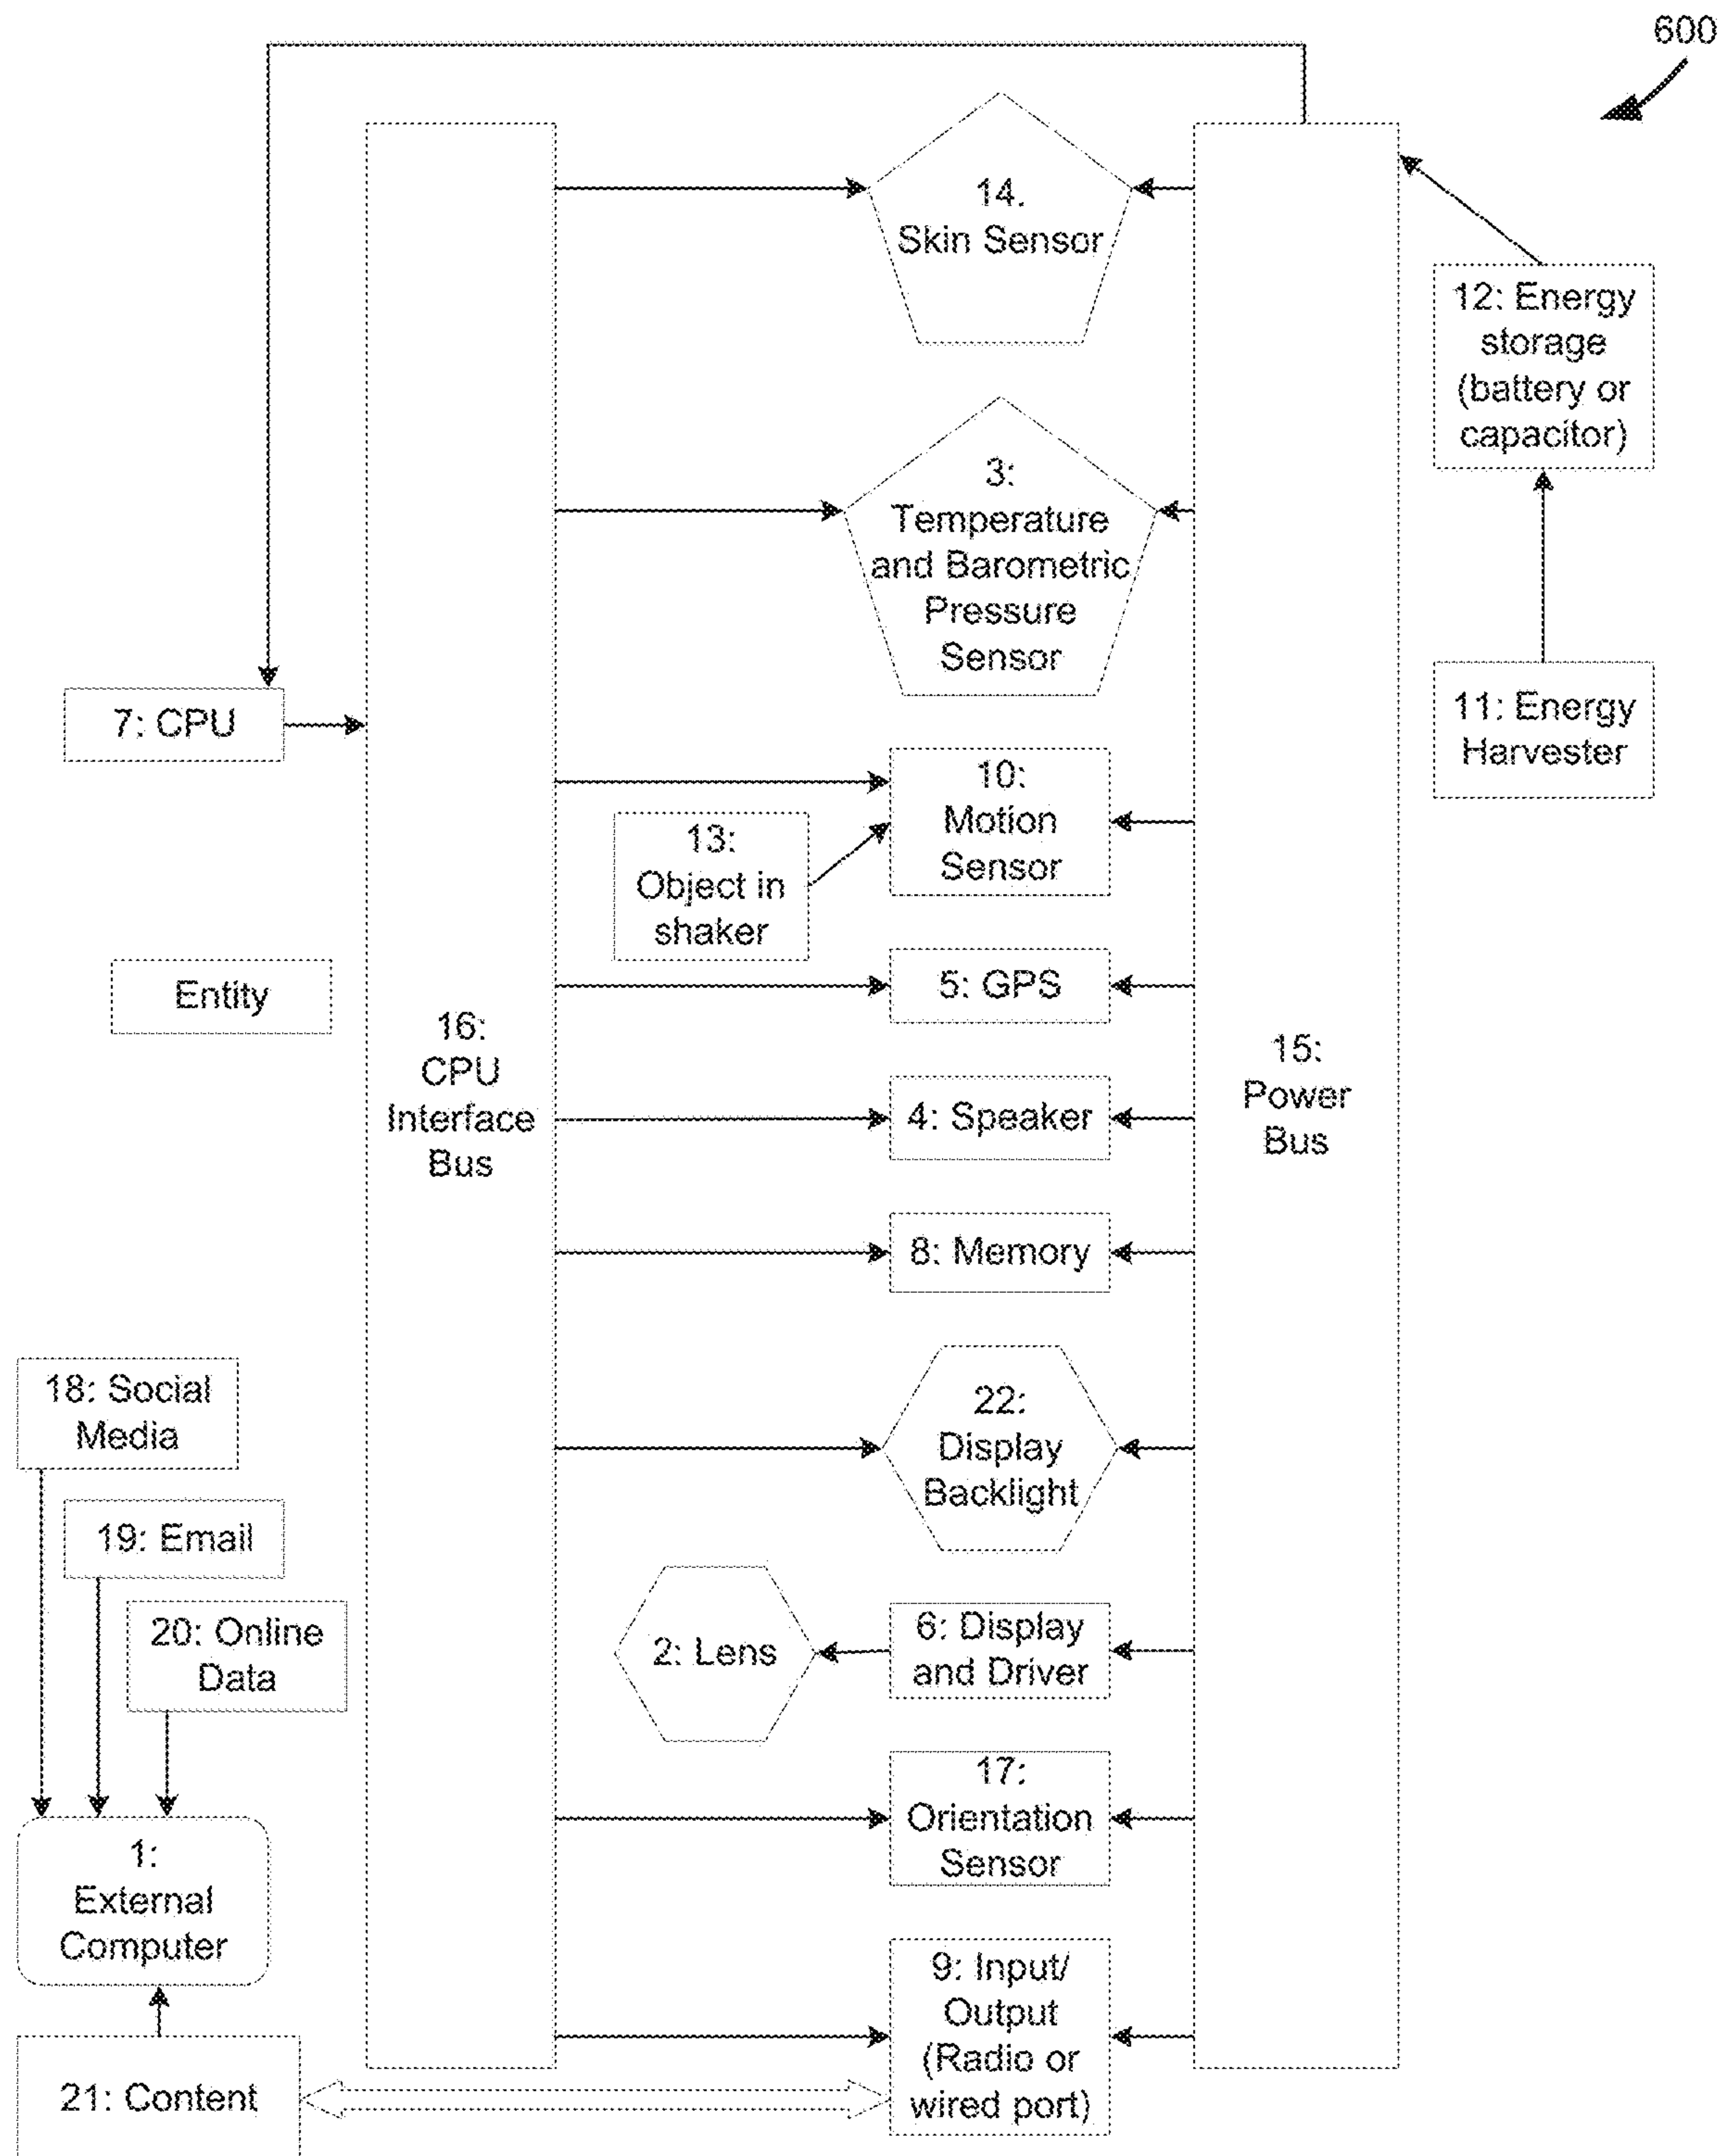 600
14.
Skin Sensor
12: Energy
storage
(battery or
capacitor)
3:
Temperature
and Barometric
Pressure
Sensor
7: CPU
11: Energy
Harvester
10:
Motion
Sensor
13:
Object in
shaker
Entity
5: GPS
16:
CPU
Interface
Bus
15:
Power
Bus
4: Speaker
8: Memory
18: Social
Media
22:
Display
Backlight
19: Email
20: Online
Data
2: Lens
6: Display
and Driver
17:
Orientation
Sensor
1:
External
Computer
9: Input/
Output
(Radio or
wired port)
21: Content